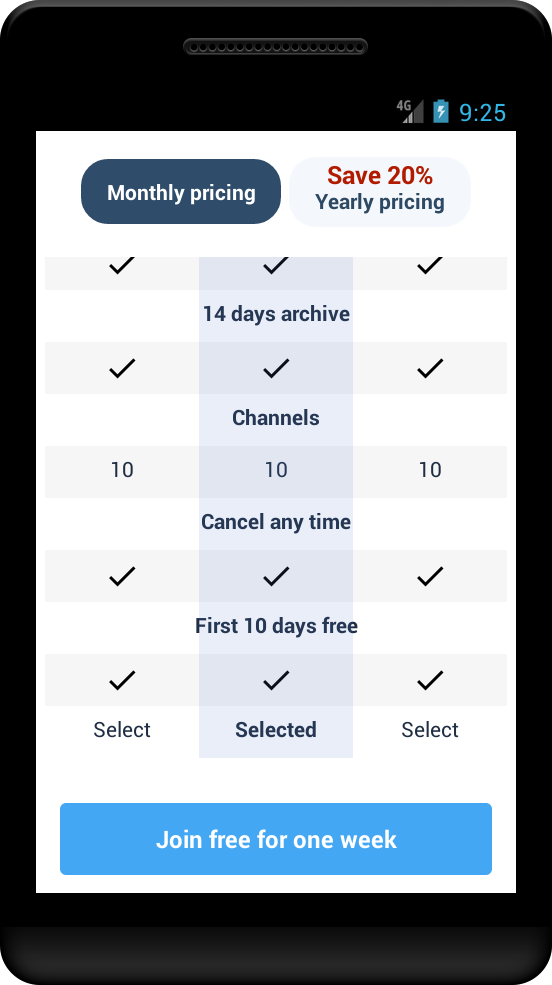 4G 9:25
Monthly pricing
Save 20%
Yearly pricing
14 days archive
Channels
10 10 10
Cancel any time
First 10 days free
Select Selected Select
Join free for one week